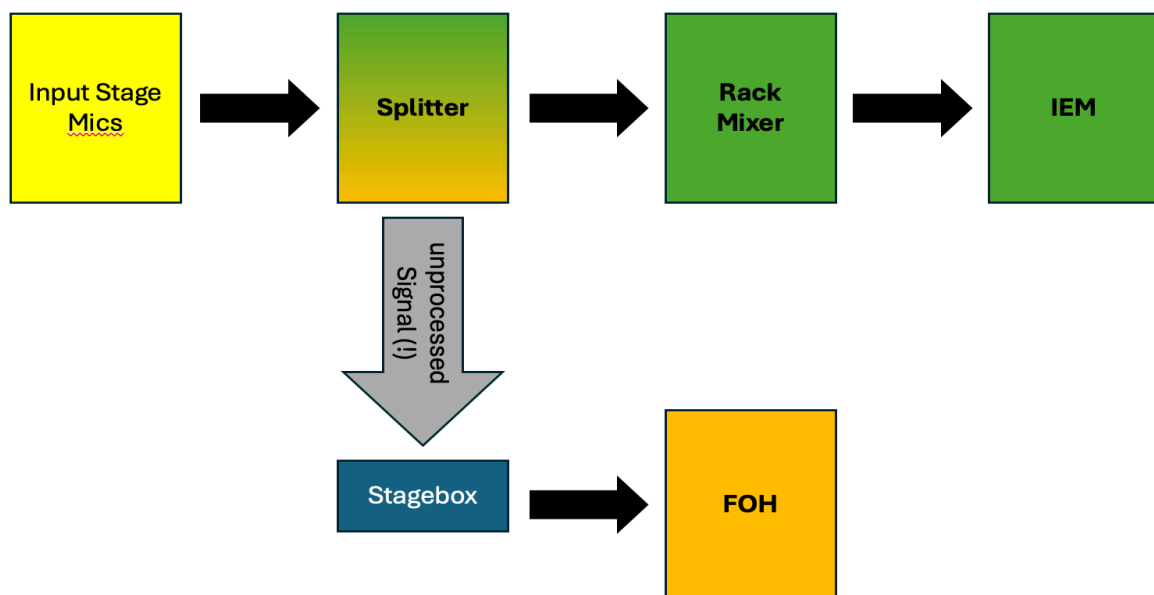 Input Stage
Mics
Splitter
Rack
Mixer
IEM
unprocessed
Signal (!)
Stagebox
FOH